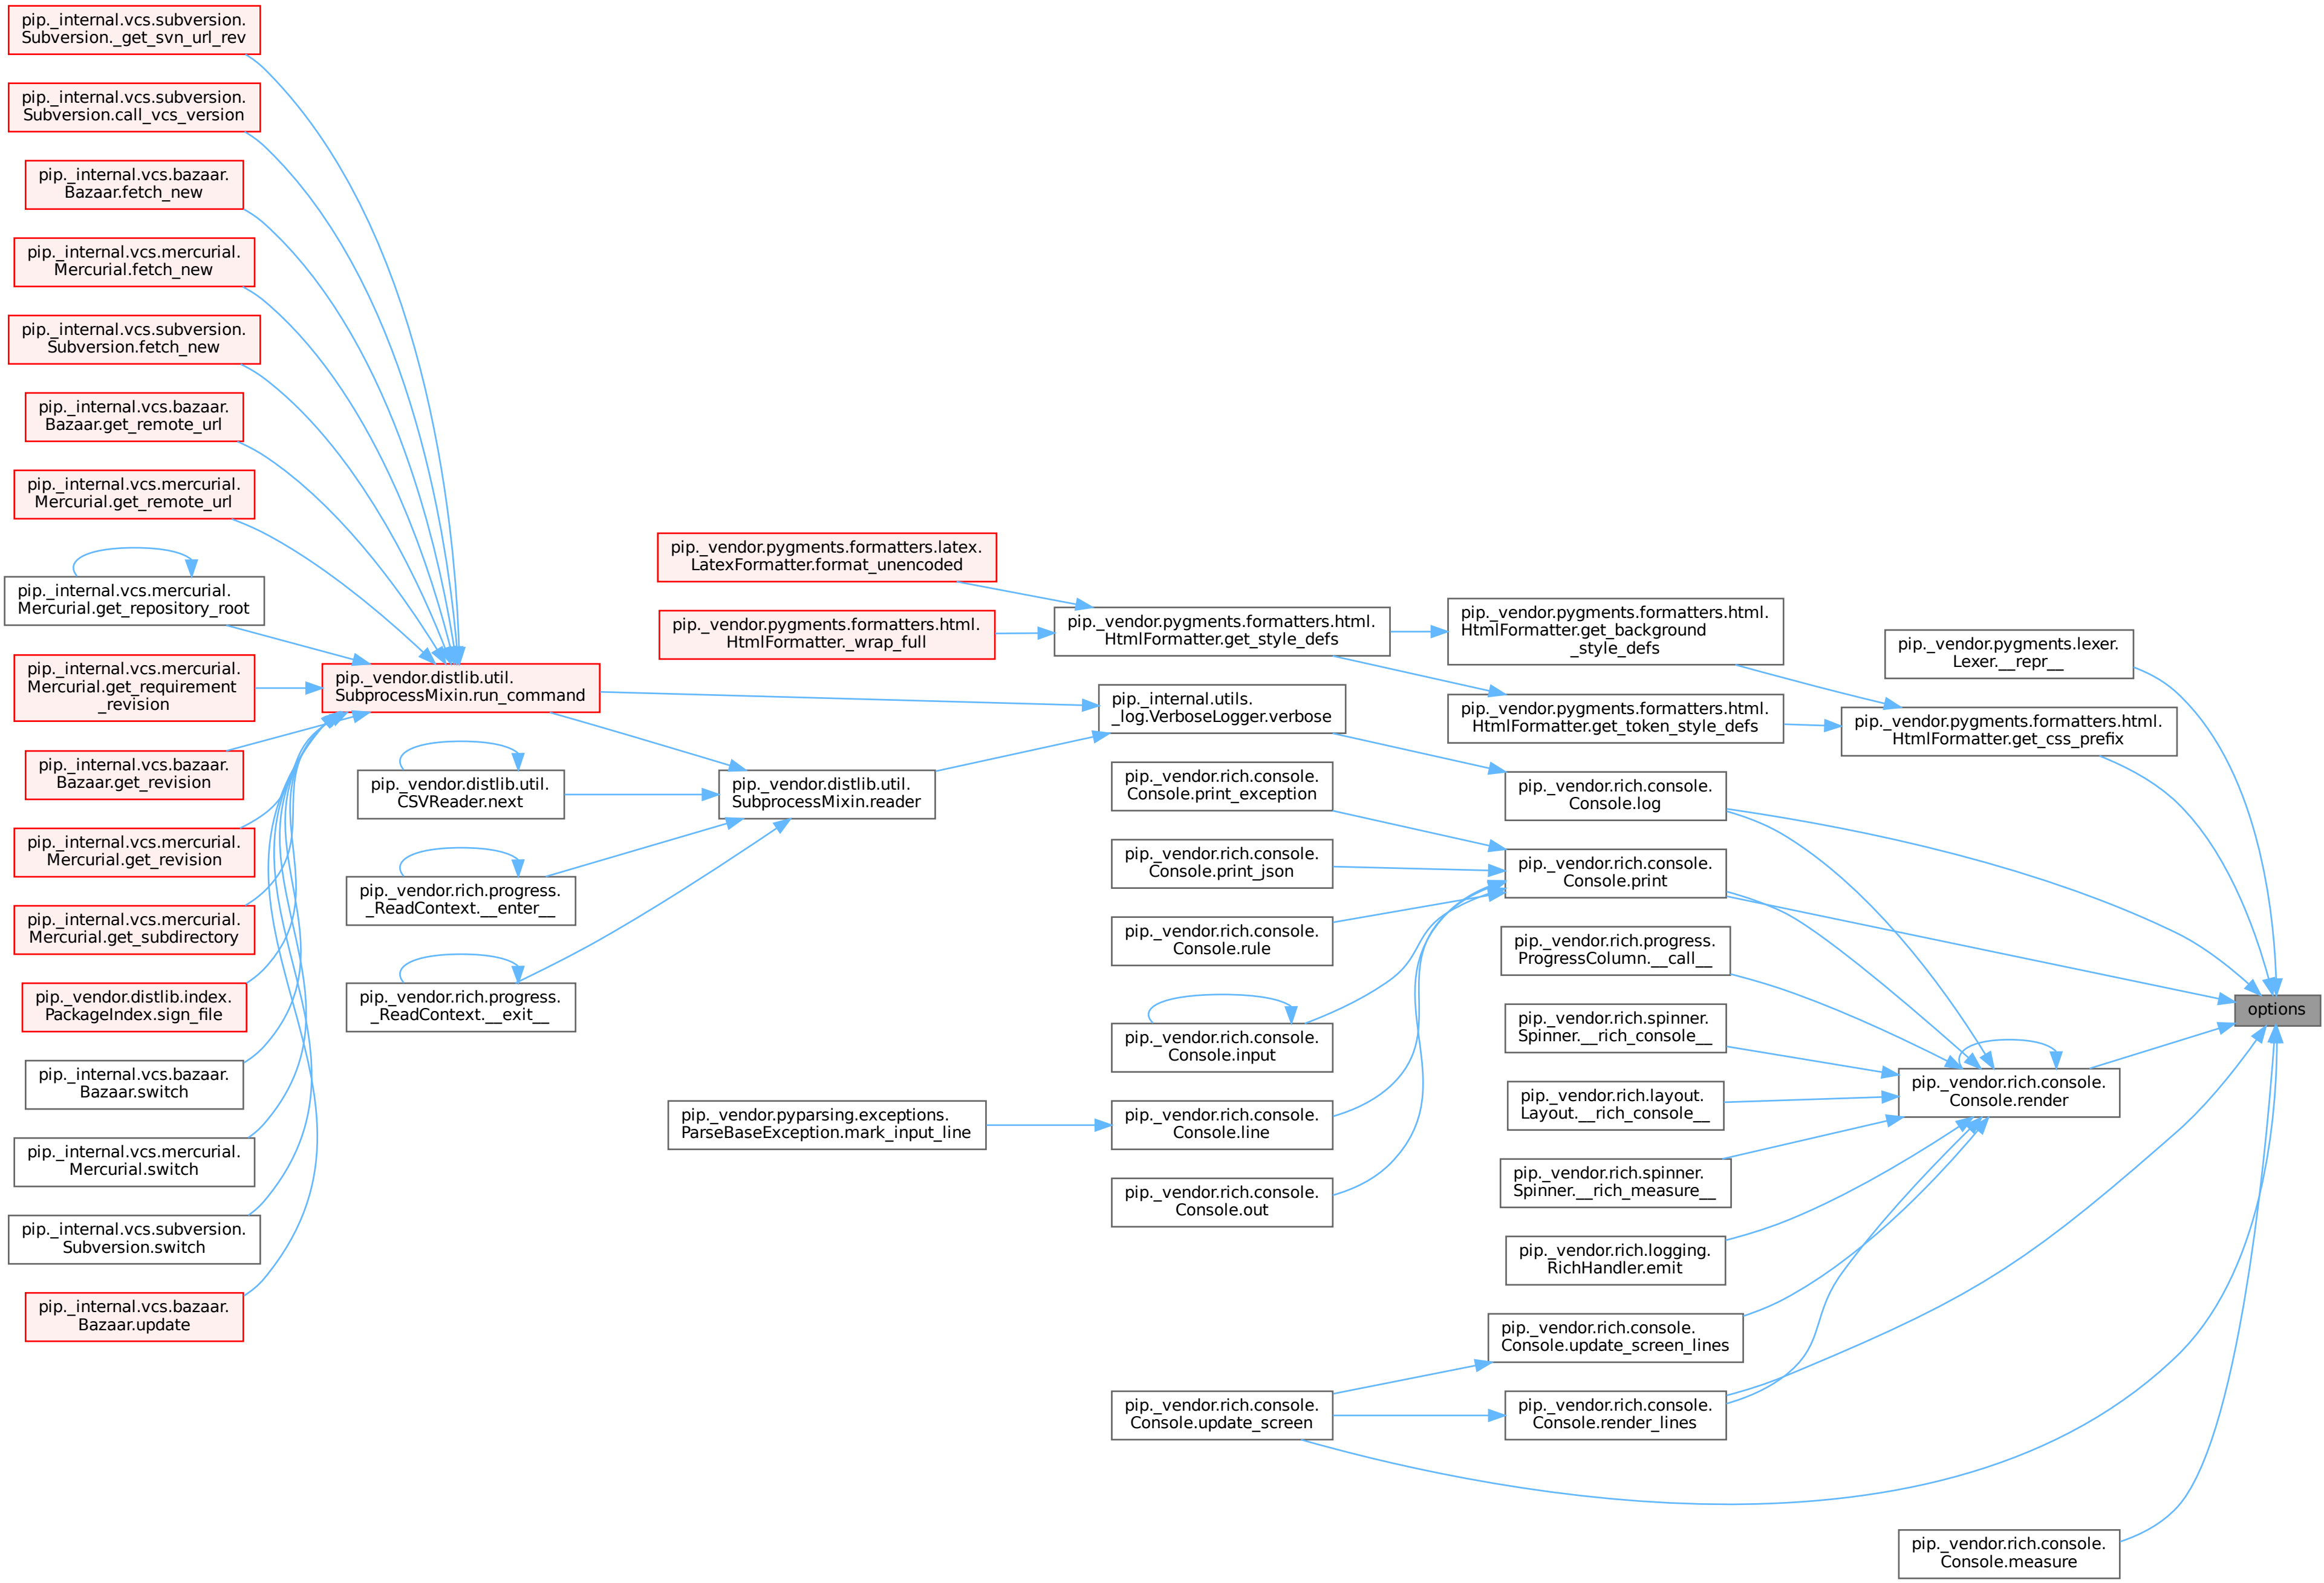 pip._internal.vcs.subversion.
Subversion._get_svn_url_rev
pip._internal.vcs.subversion.
Subversion.call_vcs_version
pip._internal.vcs.bazaar.
Bazaar.fetch_new
pip._internal.vcs.mercurial.
Mercurial.fetch_new
pip._internal.vcs.subversion.
Subversion.fetch_new
pip._internal.vcs.bazaar.
Bazaar.get_remote_url
pip._internal.vcs.mercurial.
Mercurial.get_remote_url
pip._internal.vcs.mercurial.
Mercurial.get_repository_root
pip._internal.vcs.mercurial.
Mercurial.get_requirement
_revision
pip._internal.vcs.bazaar.
Bazaar.get_revision
pip._internal.vcs.mercurial.
Mercurial.get_revision
pip._internal.vcs.mercurial.
Mercurial.get_subdirectory
pip._vendor.distlib.index.
PackageIndex.sign_file
pip._internal.vcs.bazaar.
Bazaar.switch
pip._internal.vcs.mercurial.
Mercurial.switch
pip._internal.vcs.subversion.
Subversion.switch
pip._internal.vcs.bazaar.
Bazaar.update
pip._vendor.distlib.util.
SubprocessMixin.run_command
pip._vendor.distlib.util.
CSVReader.next
pip._vendor.rich.progress.
_ReadContext.__enter__
pip._vendor.rich.progress.
_ReadContext.__exit__
pip._vendor.pygments.formatters.latex.
LatexFormatter.format_unencoded
pip._vendor.pygments.formatters.html.
HtmlFormatter._wrap_full
pip._vendor.distlib.util.
SubprocessMixin.reader
pip._vendor.pyparsing.exceptions.
ParseBaseException.mark_input_line
pip._vendor.pygments.formatters.html.
HtmlFormatter.get_style_defs
pip._internal.utils.
_log.VerboseLogger.verbose
pip._vendor.rich.console.
Console.print_exception
pip._vendor.rich.console.
Console.print_json
pip._vendor.rich.console.
Console.rule
pip._vendor.rich.console.
Console.input
pip._vendor.rich.console.
Console.line
pip._vendor.rich.console.
Console.out
pip._vendor.rich.console.
Console.update_screen
pip._vendor.pygments.formatters.html.
HtmlFormatter.get_background
_style_defs
pip._vendor.pygments.formatters.html.
HtmlFormatter.get_token_style_defs
pip._vendor.rich.console.
Console.log
pip._vendor.rich.console.
Console.print
pip._vendor.rich.progress.
ProgressColumn.__call__
pip._vendor.rich.spinner.
Spinner.__rich_console__
pip._vendor.rich.layout.
Layout.__rich_console__
pip._vendor.rich.spinner.
Spinner.__rich_measure__
pip._vendor.rich.logging.
RichHandler.emit
pip._vendor.rich.console.
Console.update_screen_lines
pip._vendor.rich.console.
Console.render_lines
pip._vendor.pygments.lexer.
Lexer.__repr__
pip._vendor.pygments.formatters.html.
HtmlFormatter.get_css_prefix
pip._vendor.rich.console.
Console.render
pip._vendor.rich.console.
Console.measure
options